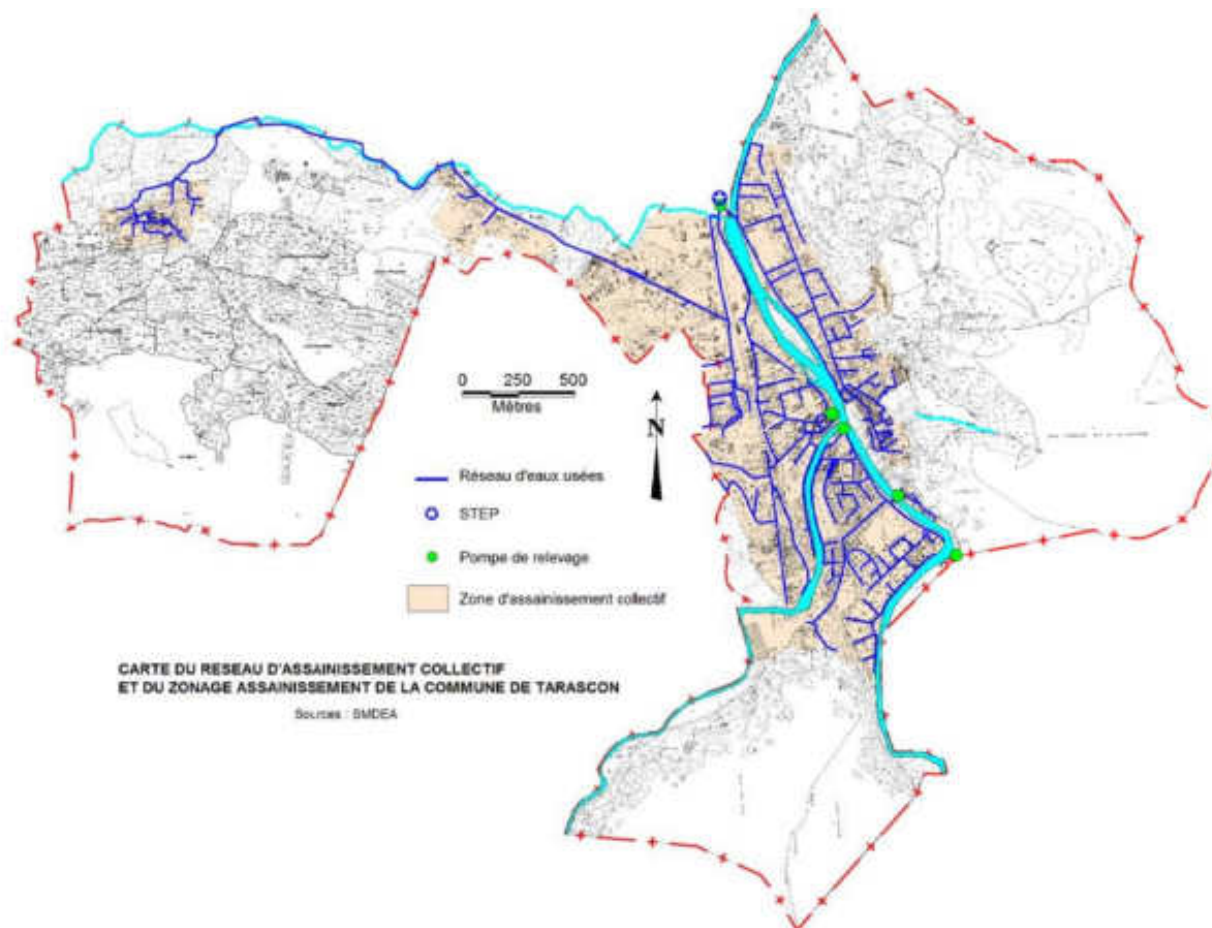 0 250 500
Mètres
N
Réseau d'eaux usées
STEP
Pompe de relevage
Zone d'assainissement collectif
CARTE DU RESEAU D'ASSAINISSEMENT COLLECTIF
ET DU ZONAGE ASSAINISSEMENT DE LA COMMUNE DE TARASCON
Sources : SMDEA